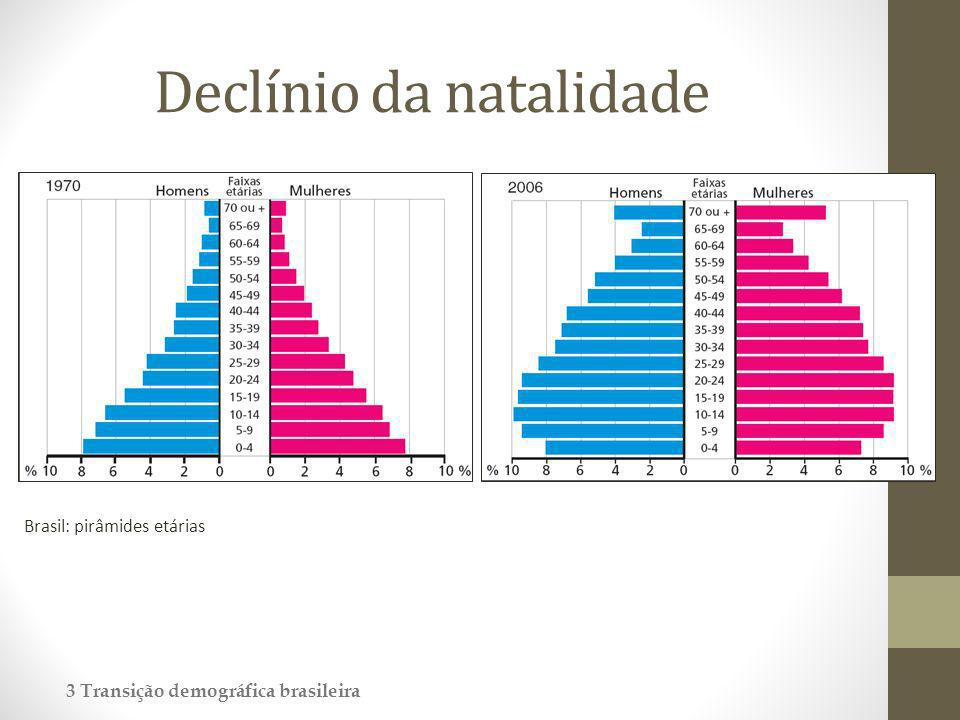 Declínio da natalidade
1970
Homens
Faixas
etárias
Mulheres
70 ou +
65-69
60-64
55-59
50-54
45-49
40-44
35-39
30-34
25-29
20-24
15-19
10-14
5-9
0-4
% 10 8 6 4 2 0 0 2 4 6 8 10 %
2006
Homens
Faixas
etárias
Mulheres
70 ou +
65-69
60-64
55-59
50-54
45-49
40-44
35-39
30-34
25-29
20-24
15-19
10-14
5-9
0-4
% 10 8 6 4 2 0 0 2 4 6 8 10 %
Brasil: pirâmides etárias
3 Transição demográfica brasileira